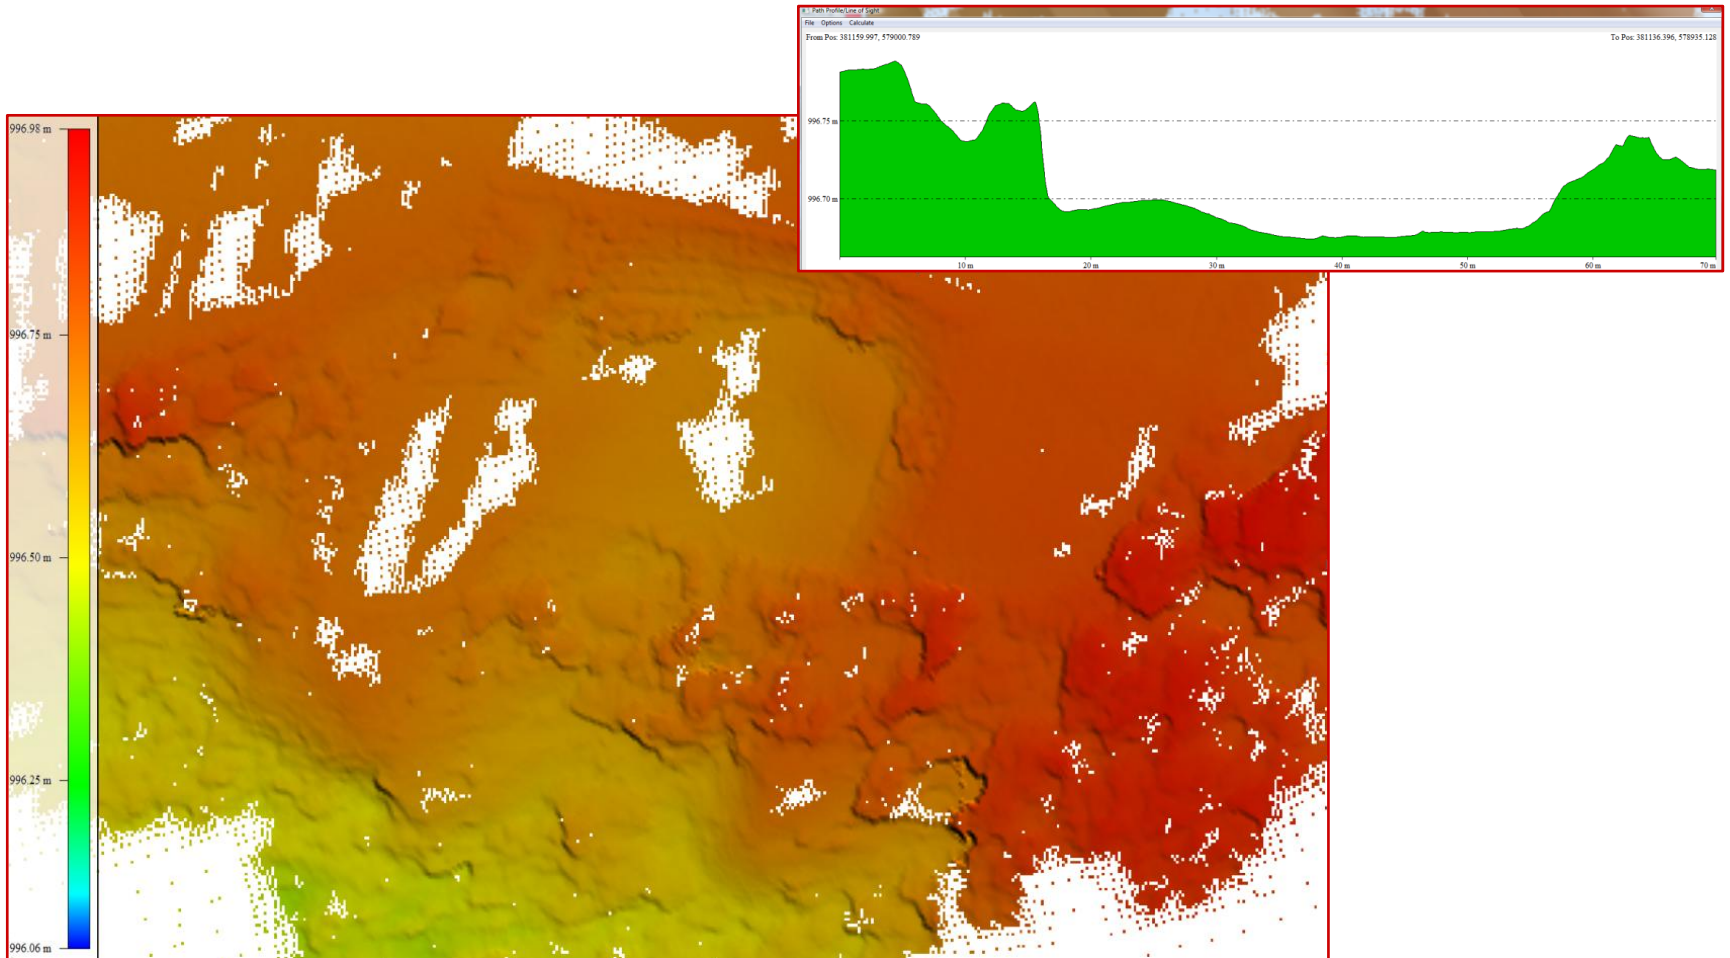 Path Profile/Line of Sight
File Options Calculate
From Pos: 381159.997, 579000.789
To Pos: 381136.396, 578935.128
996.75 m
996.70 m
10 m
20 m
30 m
40 m
50 m
60 m
70 m
996.98 m
996.75 m
996.50 m
996.25 m
996.06 m